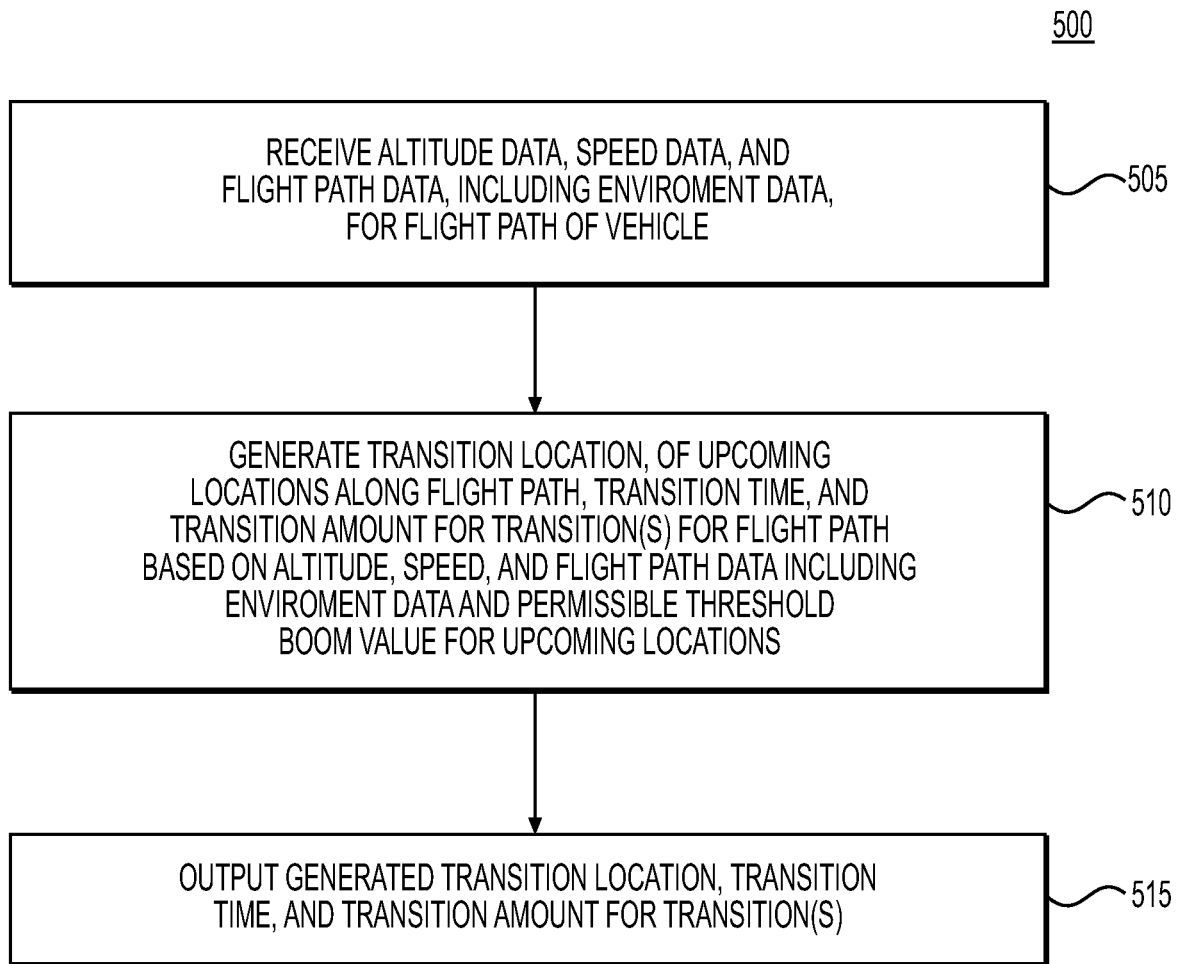 500
RECEIVE ALTITUDE DATA, SPEED DATA, AND
FLIGHT PATH DATA, INCLUDING ENVIROMENT DATA,
FOR FLIGHT PATH OF VEHICLE
505
GENERATE TRANSITION LOCATION, OF UPCOMING
LOCATIONS ALONG FLIGHT PATH, TRANSITION TIME, AND
TRANSITION AMOUNT FOR TRANSITION(S) FOR FLIGHT PATH
BASED ON ALTITUDE, SPEED, AND FLIGHT PATH DATA INCLUDING
ENVIROMENT DATA AND PERMISSIBLE THRESHOLD
BOOM VALUE FOR UPCOMING LOCATIONS
510
OUTPUT GENERATED TRANSITION LOCATION, TRANSITION
TIME, AND TRANSITION AMOUNT FOR TRANSITION(S)
515